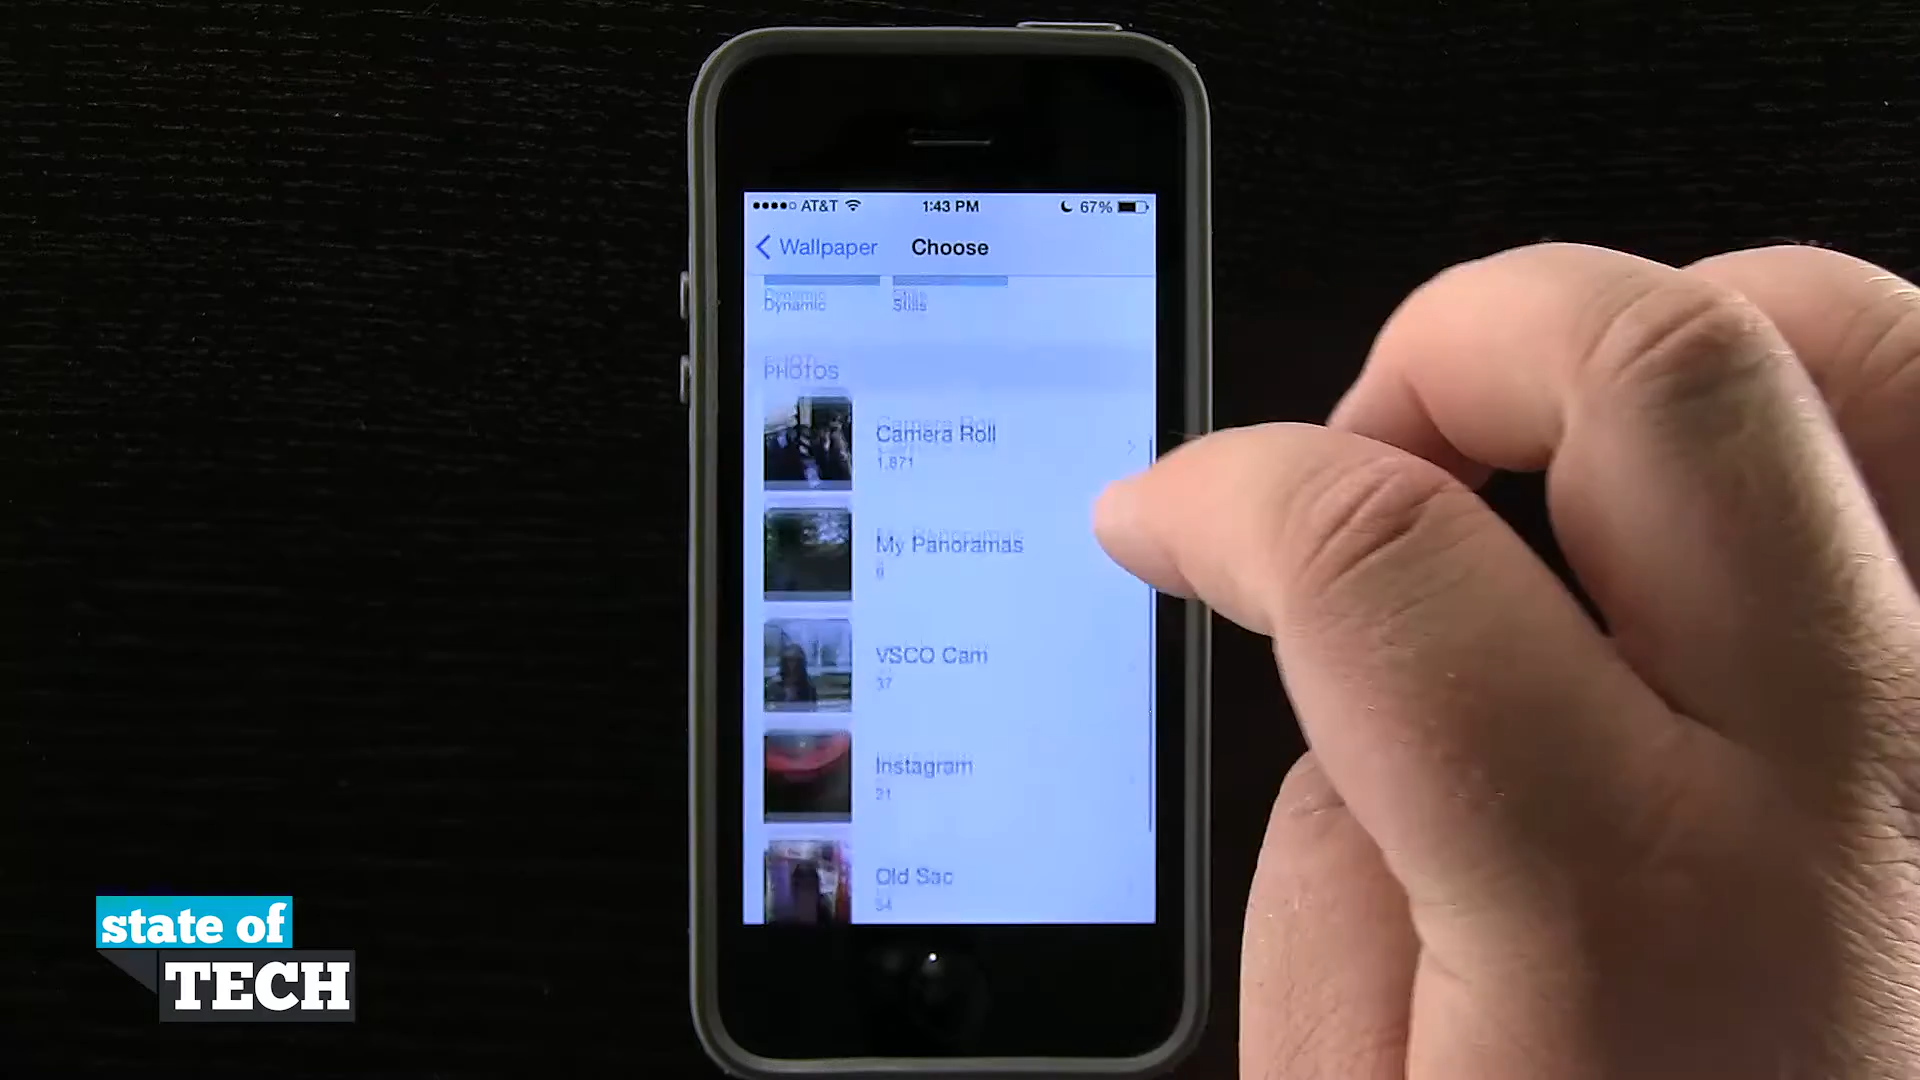 AT&T 1:43 PM 67%
Wallpaper Choose
Dynamic Stills
PHOTOS
Camera Roll
1,871
My Panoramas
VSCO Cam
37
Instagram
21
Old Sac
54
state of
TECH